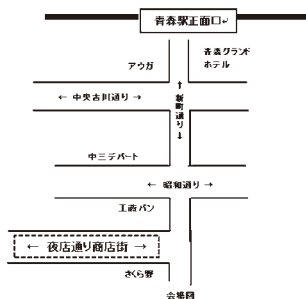 青森駅正面口
アウガ
青森グランド
ホテル
← 中央古川通り →
← 新町通り →
中三デパート
← 昭和通り →
工藤パン
← 夜店通り商店街 →
さくら野
会場図